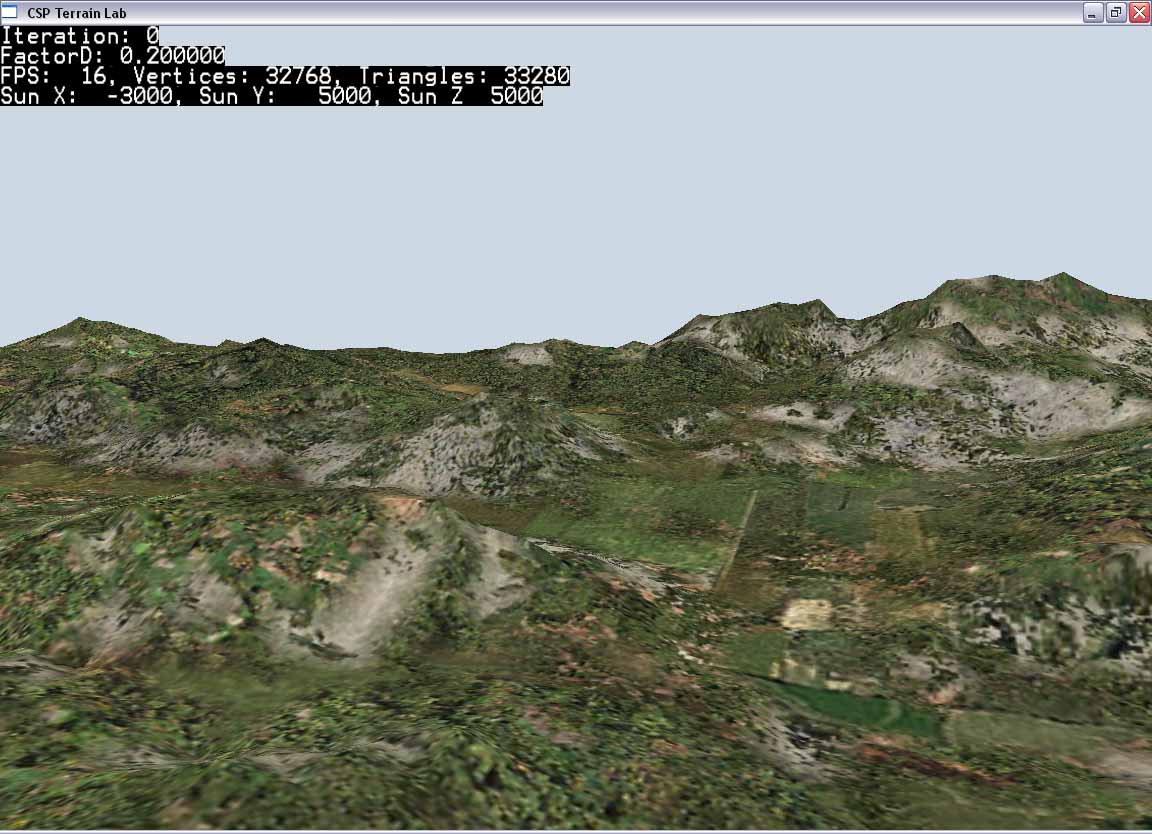 CSP Terrain Lab
Iteration: 0
FactorD: 0.200000
FPS: 16, Vertices: 32768, Triangles: 33280
Sun X: -3000, Sun Y: 5000, Sun Z 5000